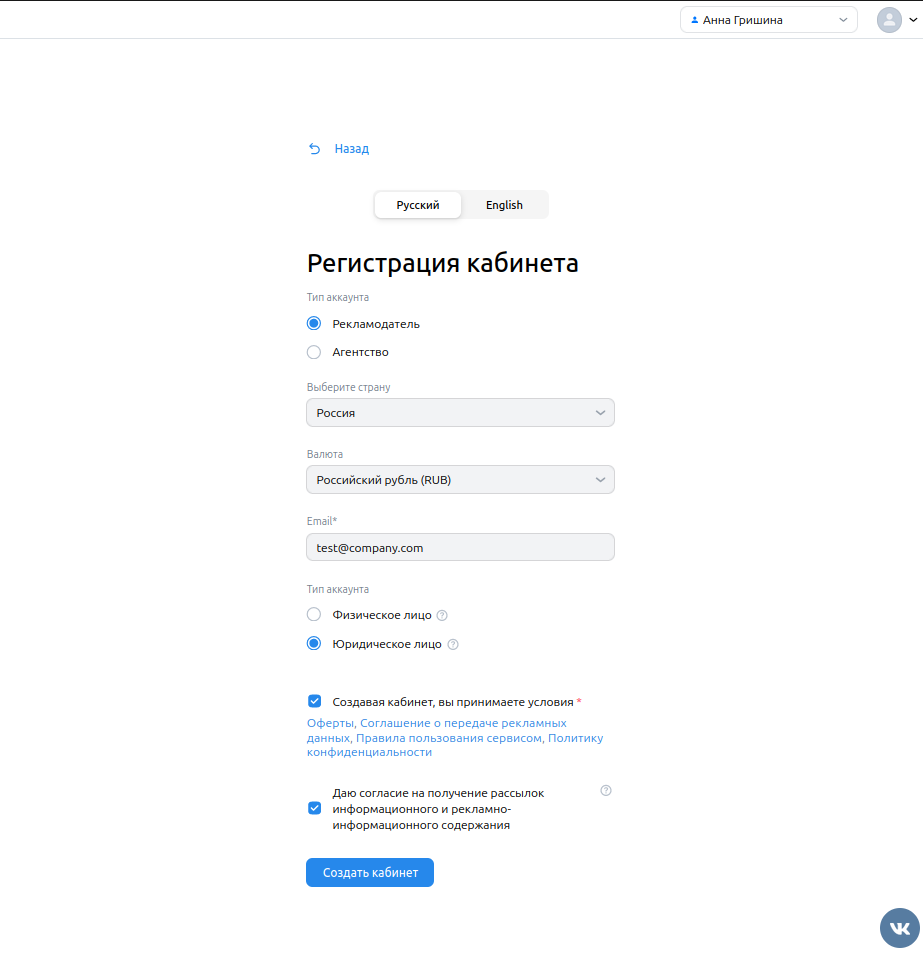 Анна Гришина
Назад
Русский English
Регистрация кабинета
Тип аккаунта
Рекламодатель
Агентство
Выберите страну
Россия
Валюта
Российский рубль (RUB)
Email*
test@company.com
Тип аккаунта
Физическое лицо ?
Юридическое лицо ?
Создавая кабинет, вы принимаете условия *
Оферты, Соглашение о передаче рекламных
данных, Правила пользования сервисом, Политику
конфиденциальности
Даю согласие на получение рассылок ?
информационного и рекламно-
информационного содержания
Создать кабинет
VK